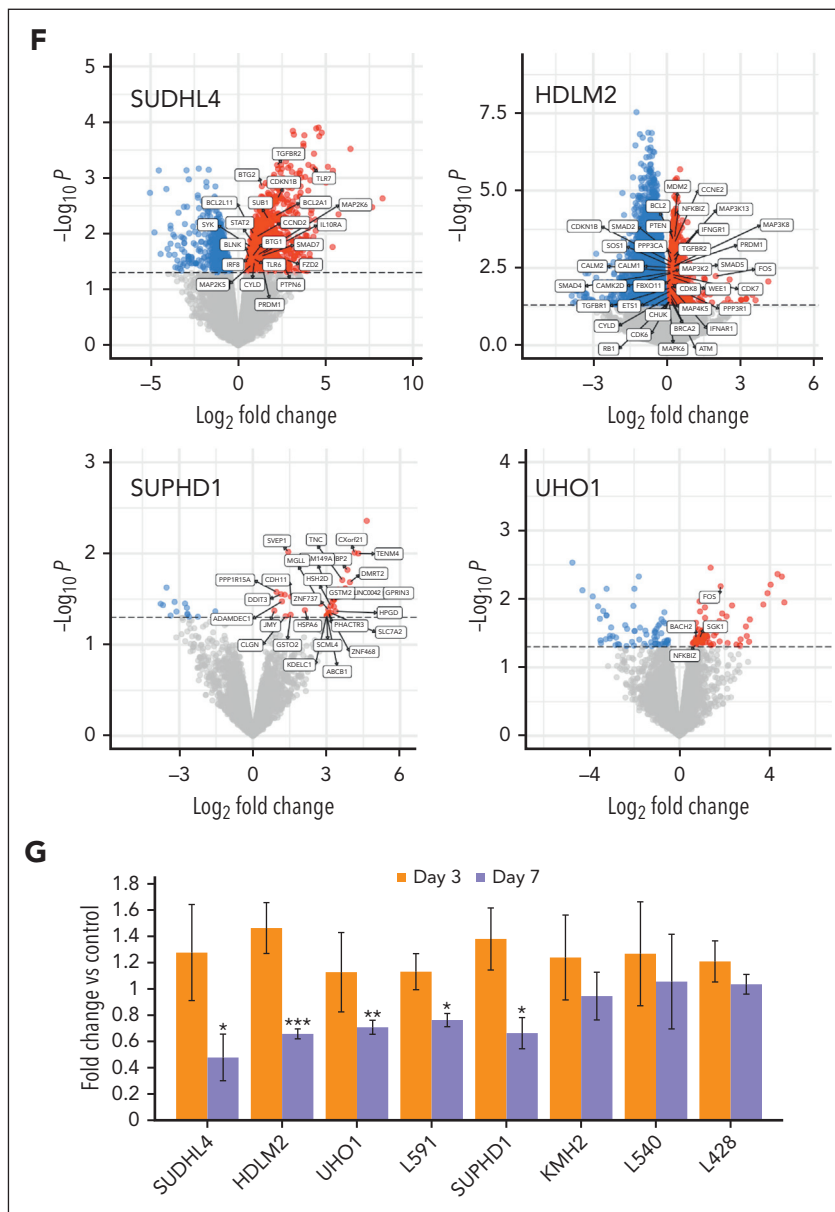 F
SUDHL4
5
4
3
2
1
0
−5
0
5
10
−Log10 P
Log2 fold change
TGFBR2
BTG2
TLR7
CDKN1B
BCL2L11
SUB1
BCL2A1
MAP2K6
SYK
STAT2
CCND2
IL10RA
BLNK
BTG1
SMAD7
IRF8
TLR6
FZD2
MAP2K5
CYLD
PTPN6
PRDM1
HDLM2
7.5
5.0
2.5
0.0
−3
0
3
6
−Log10 P
Log2 fold change
MDM2
CCNE2
BCL2
NFKBIZ
MAP3K13
CDKN1B
SMAD2
PTEN
IFNGR1
MAP3K8
SOS1
PPP3CA
TGFBR2
PRDM1
CALM2
CALM1
MAP3K2
SMAD5
FOS
SMAD4
CAMK2D
FBXO11
CDK8
WEE1
CDK7
TGFBR1
ETS1
MAP4K5
PPP3R1
CHUK
CYLD
CDK6
BRCA2
IFNAR1
RB1
MAPK6
ATM
SUPHD1
3
2
1
0
−3
0
3
6
−Log10 P
Log2 fold change
SVEP1
TNC
CXorf21
MGLL
M149A
BP2
TENM4
PPP1R15A
CDH11
HSH2D
DMRT2
DDIT3
ZNF737
GSTM2
LINC0042
GPRIN3
ADAMDEC1
HPGD
JMY
HSPA6
PHACTR3
CLGN
GSTO2
SCML4
SLC7A2
KDELC1
ZNF468
ABCB1
UHO1
4
3
2
1
0
−4
0
4
−Log10 P
Log2 fold change
FOS
BACH2
SGK1
NFKBIZ
G
Day 3
Day 7
Fold change vs control
1.8
1.6
1.4
1.2
1
0.8
0.6
0.4
0.2
0
*
***
**
*
*
SUDHL4
HDLM2
UHO1
L591
SUPHD1
KMH2
L540
L428